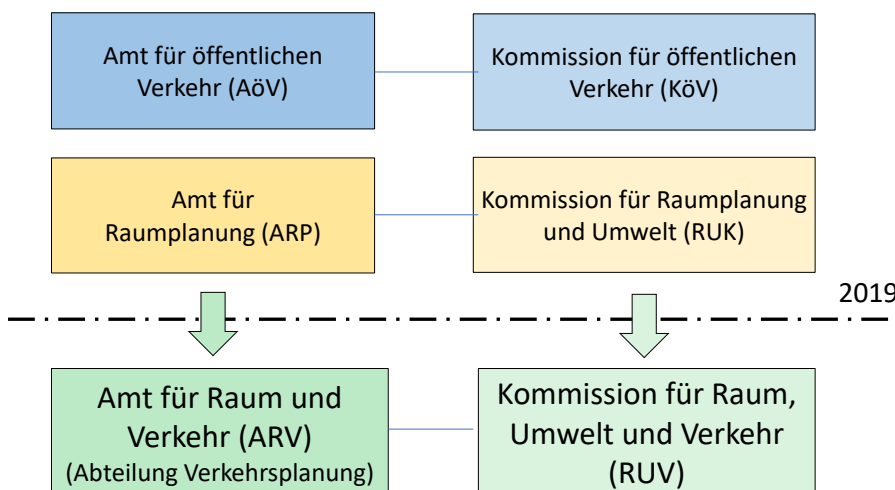 Amt für öffentlichen
Verkehr (AöV)
Kommission für öffentlichen
Verkehr (KöV)
Amt für
Raumplanung (ARP)
Kommission für Raumplanung
und Umwelt (RUK)
2019
Amt für Raum und
Verkehr (ARV)
(Abteilung Verkehrsplanung)
Kommission für Raum,
Umwelt und Verkehr
(RUV)